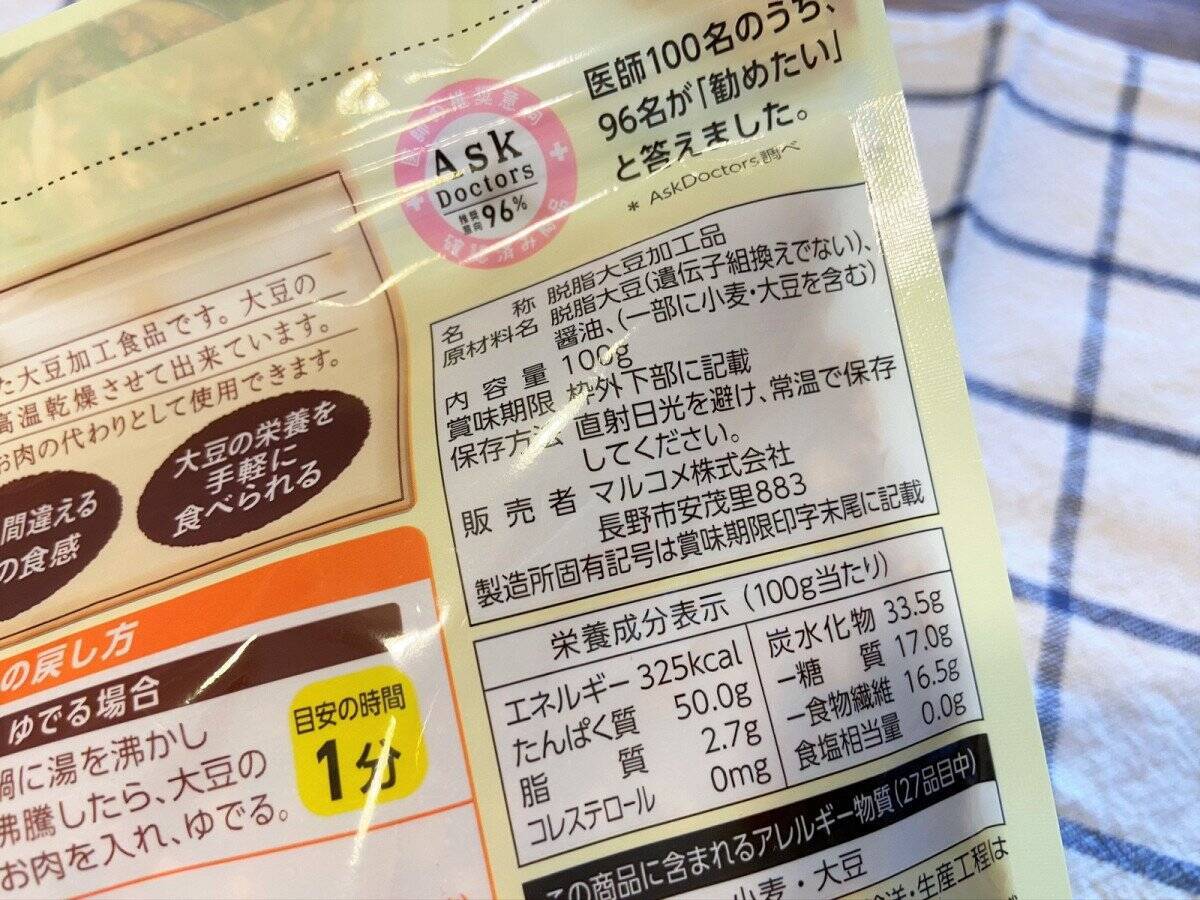 医師100名のうち、
96名が「勧めたい」
と答えました。
* AskDoctors調べ
Ask
Doctors
推奨意向 96%
確認済み商品
名称 脱脂大豆加工品
原材料名 脱脂大豆(遺伝子組換えでない)、
醤油、(一部に小麦・大豆を含む)
内容量 100g
賞味期限 枠外下部に記載
保存方法 直射日光を避け、常温で保存
してください。
販売者 マルコメ株式会社
長野市安茂里883
製造所固有記号は賞味期限印字末尾に記載
た大豆加工食品です。大豆の
高温乾燥させて出来ています。
お肉の代わりとして使用できます。
間違える
の食感
大豆の栄養を
手軽に
食べられる
の戻し方
ゆでる場合
鍋に湯を沸かし
沸騰したら、大豆の
お肉を入れ、ゆでる。
目安の時間
1分
栄養成分表示 (100g当たり)
エネルギー 325kcal
たんぱく質 50.0g
脂質 2.7g
コレステロール 0mg
炭水化物 33.5g
-糖質 17.0g
-食物繊維 16.5g
食塩相当量 0.0g
この商品に含まれるアレルギー物質(27品目中)
小麦・大豆
・生産工程は